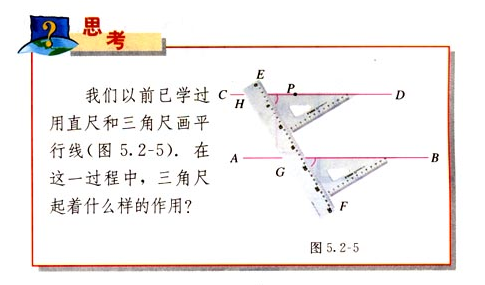 ?
思考
我们以前已学过
用直尺和三角尺画平
行线(图 5.2-5). 在
这一过程中, 三角尺
起着什么样的作用?
E
C H P D
A G B
F
图 5.2-5